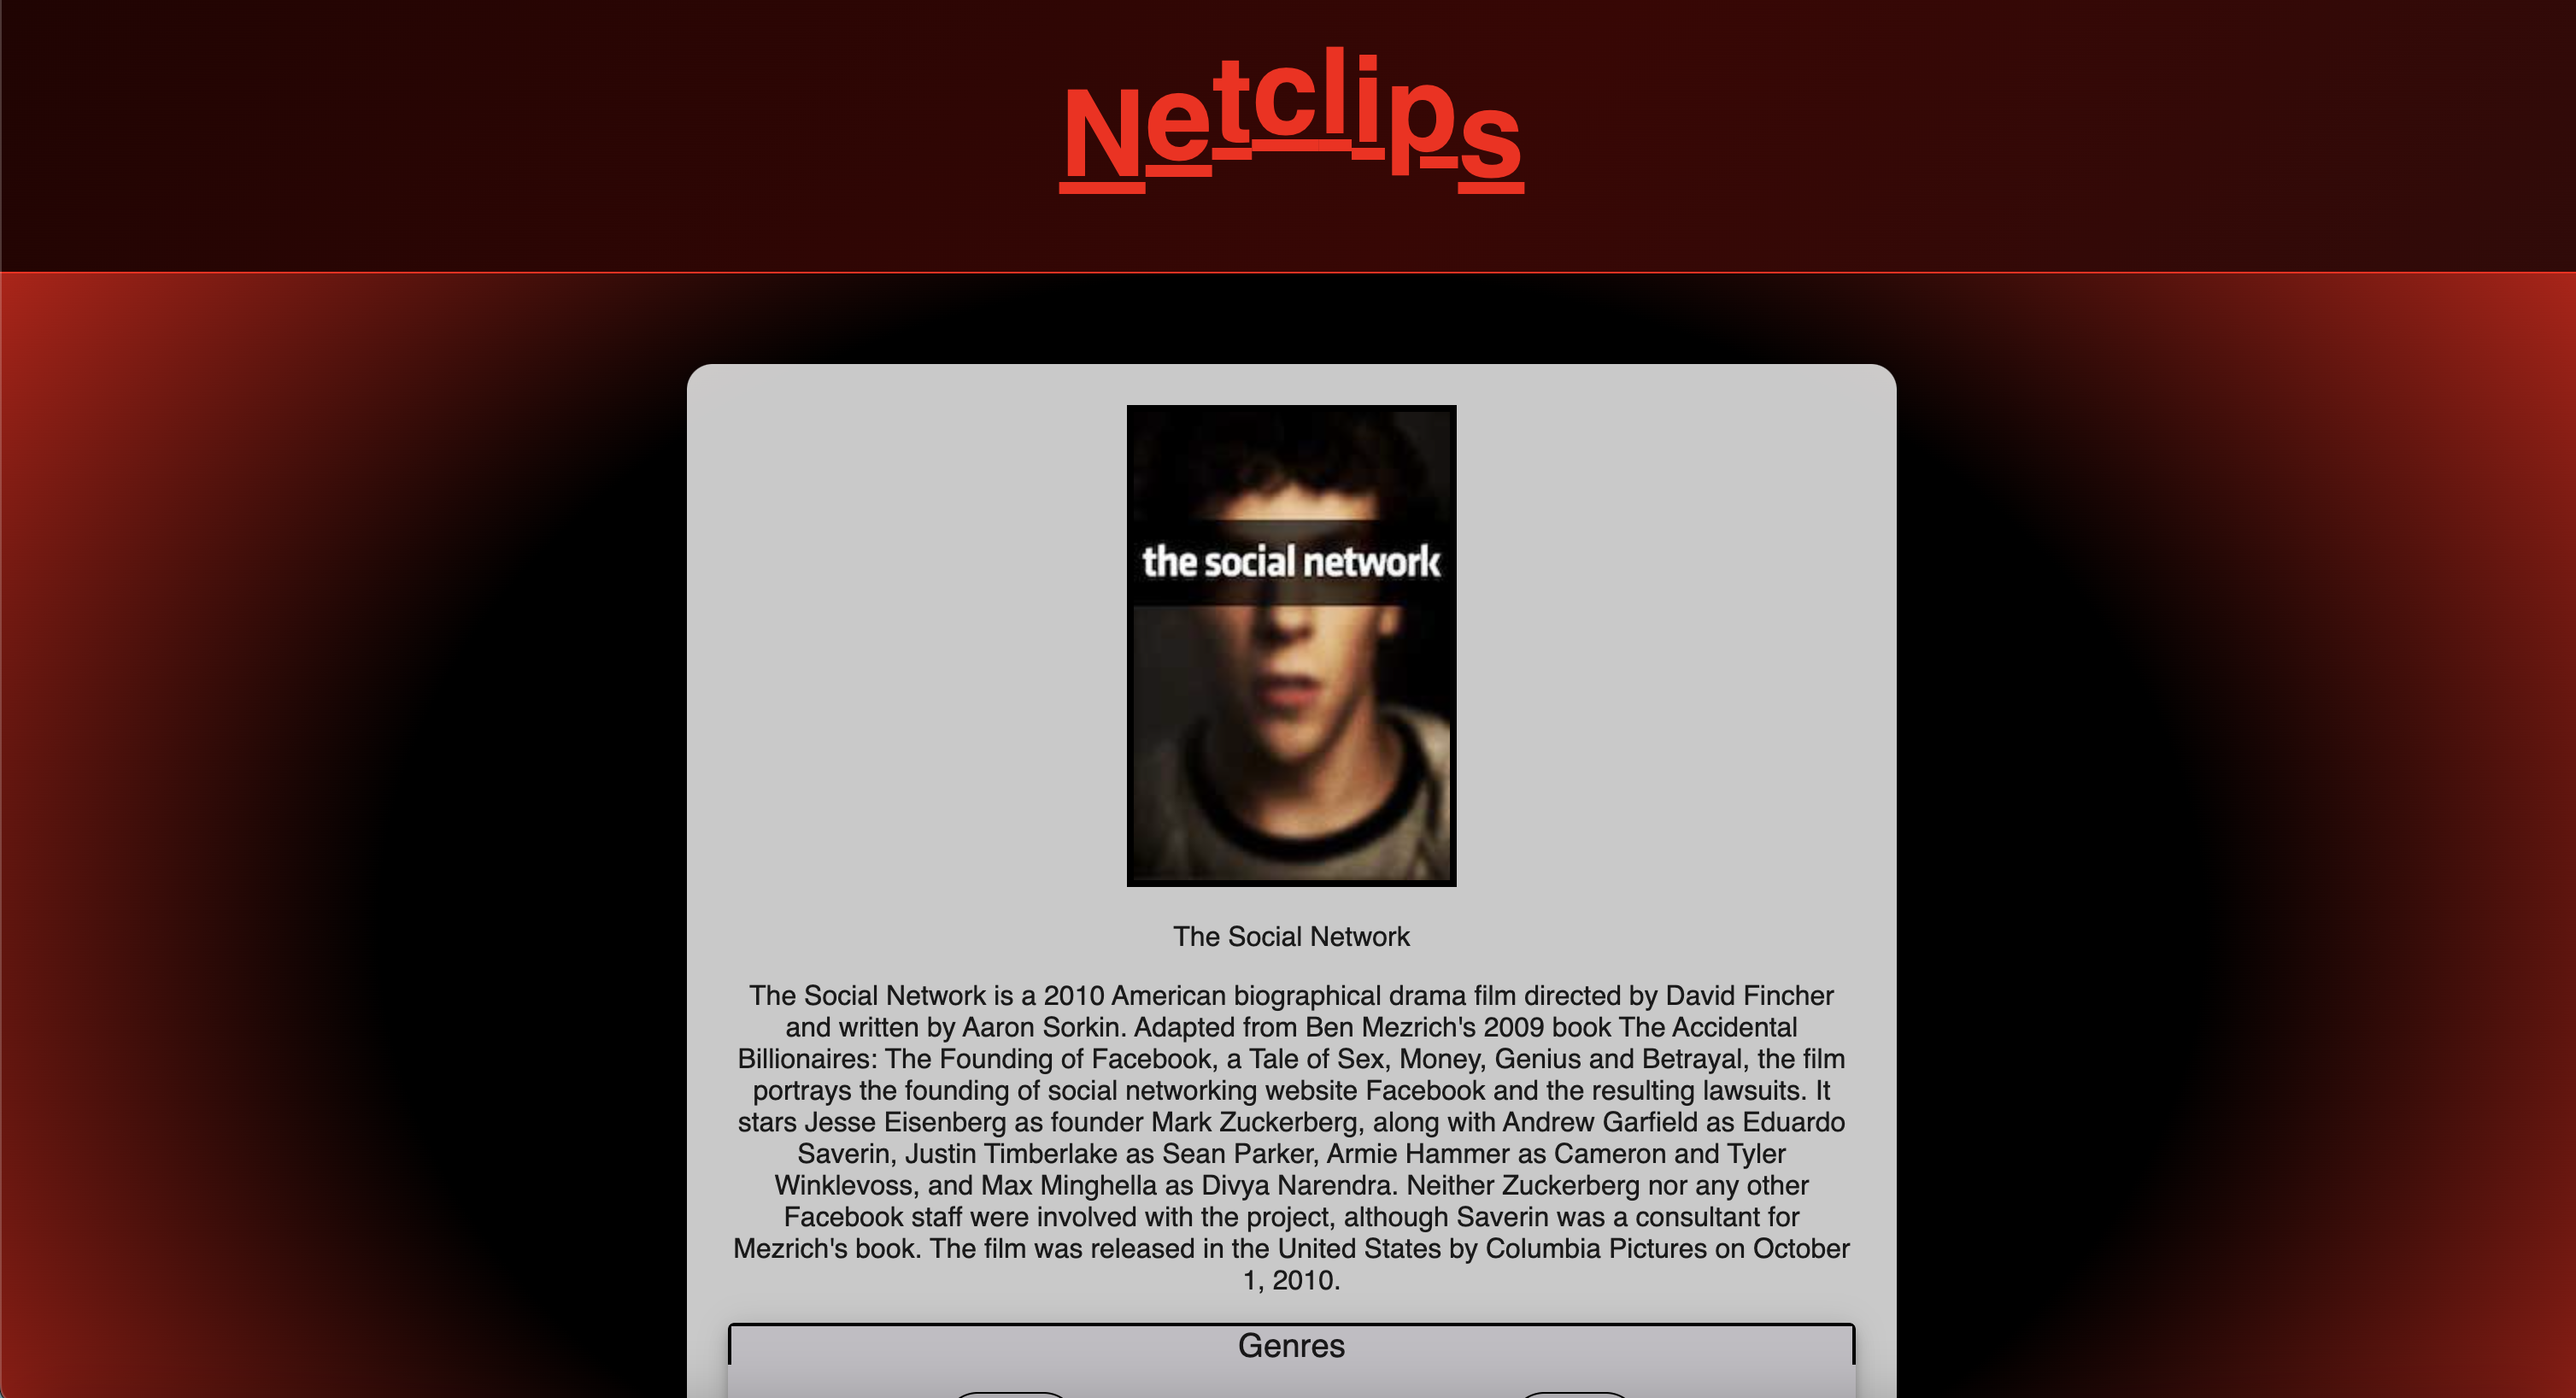 Netclips
the social network
The Social Network
The Social Network is a 2010 American biographical drama film directed by David Fincher
and written by Aaron Sorkin. Adapted from Ben Mezrich's 2009 book The Accidental
Billionaires: The Founding of Facebook, a Tale of Sex, Money, Genius and Betrayal, the film
portrays the founding of social networking website Facebook and the resulting lawsuits. It
stars Jesse Eisenberg as founder Mark Zuckerberg, along with Andrew Garfield as Eduardo
Saverin, Justin Timberlake as Sean Parker, Armie Hammer as Cameron and Tyler
Winklevoss, and Max Minghella as Divya Narendra. Neither Zuckerberg nor any other
Facebook staff were involved with the project, although Saverin was a consultant for
Mezrich's book. The film was released in the United States by Columbia Pictures on October
1, 2010.
Genres